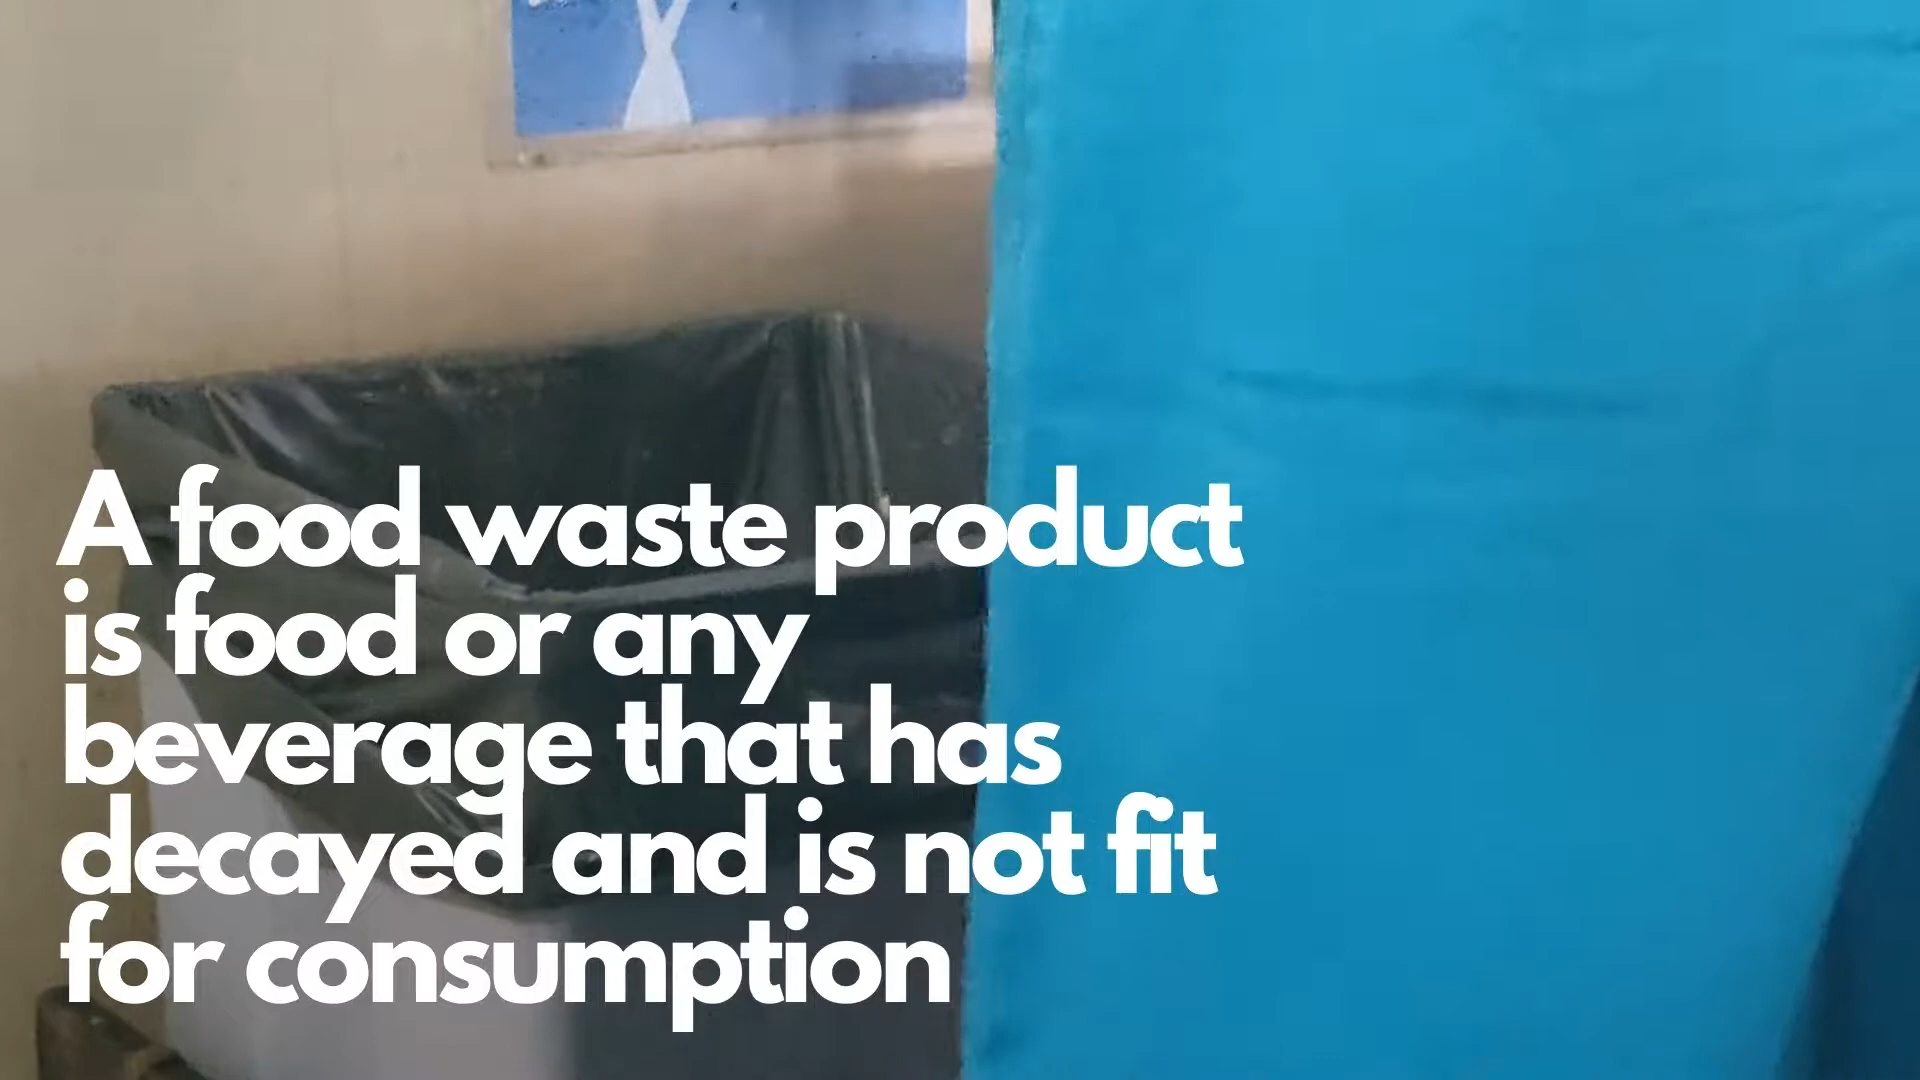 A food waste product
is food or any
beverage that has
decayed and is not fit
for consumption